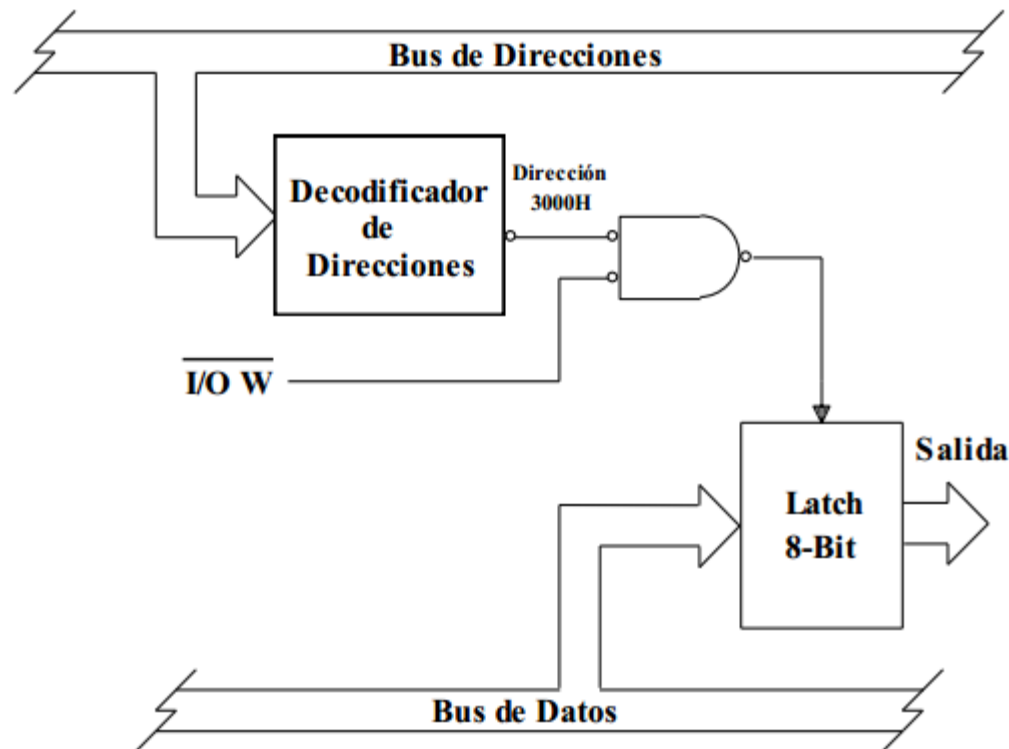 Bus de Direcciones
Decodificador
de
Direcciones
Dirección
3000H
I/O W
Salida
Latch
8-Bit
Bus de Datos